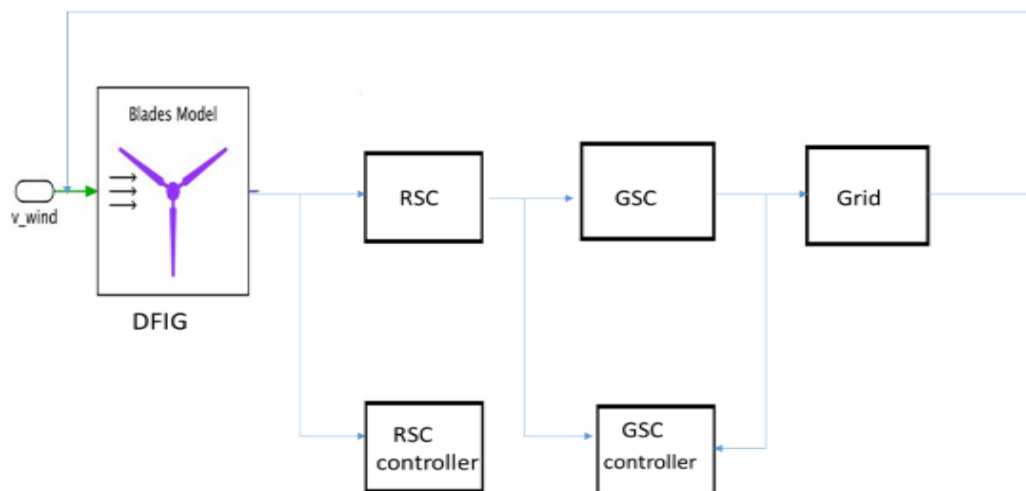 Blades Model
v_wind
DFIG
RSC
GSC
Grid
RSC
controller
GSC
controller